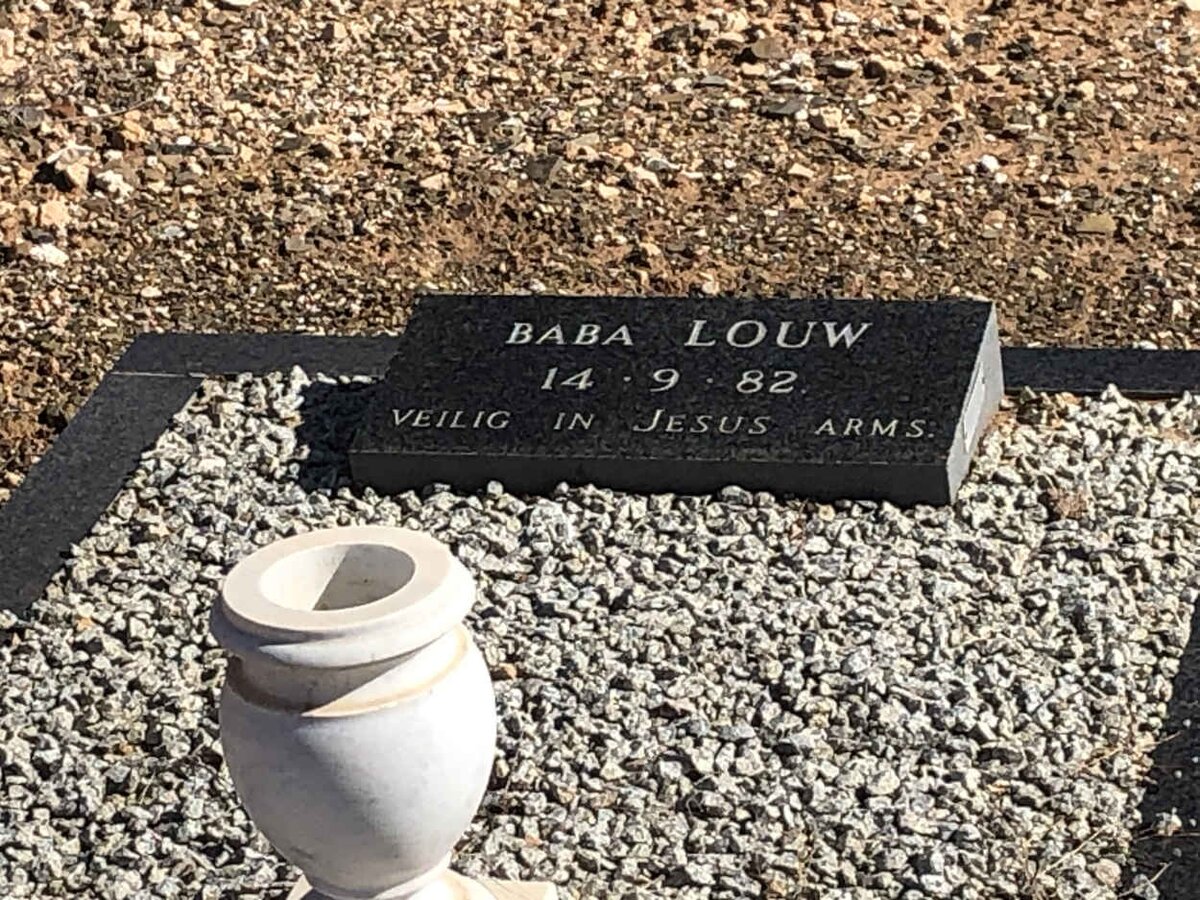 BABA LOUW
14 · 9 · 82.
VEILIG IN JESUS ARMS.